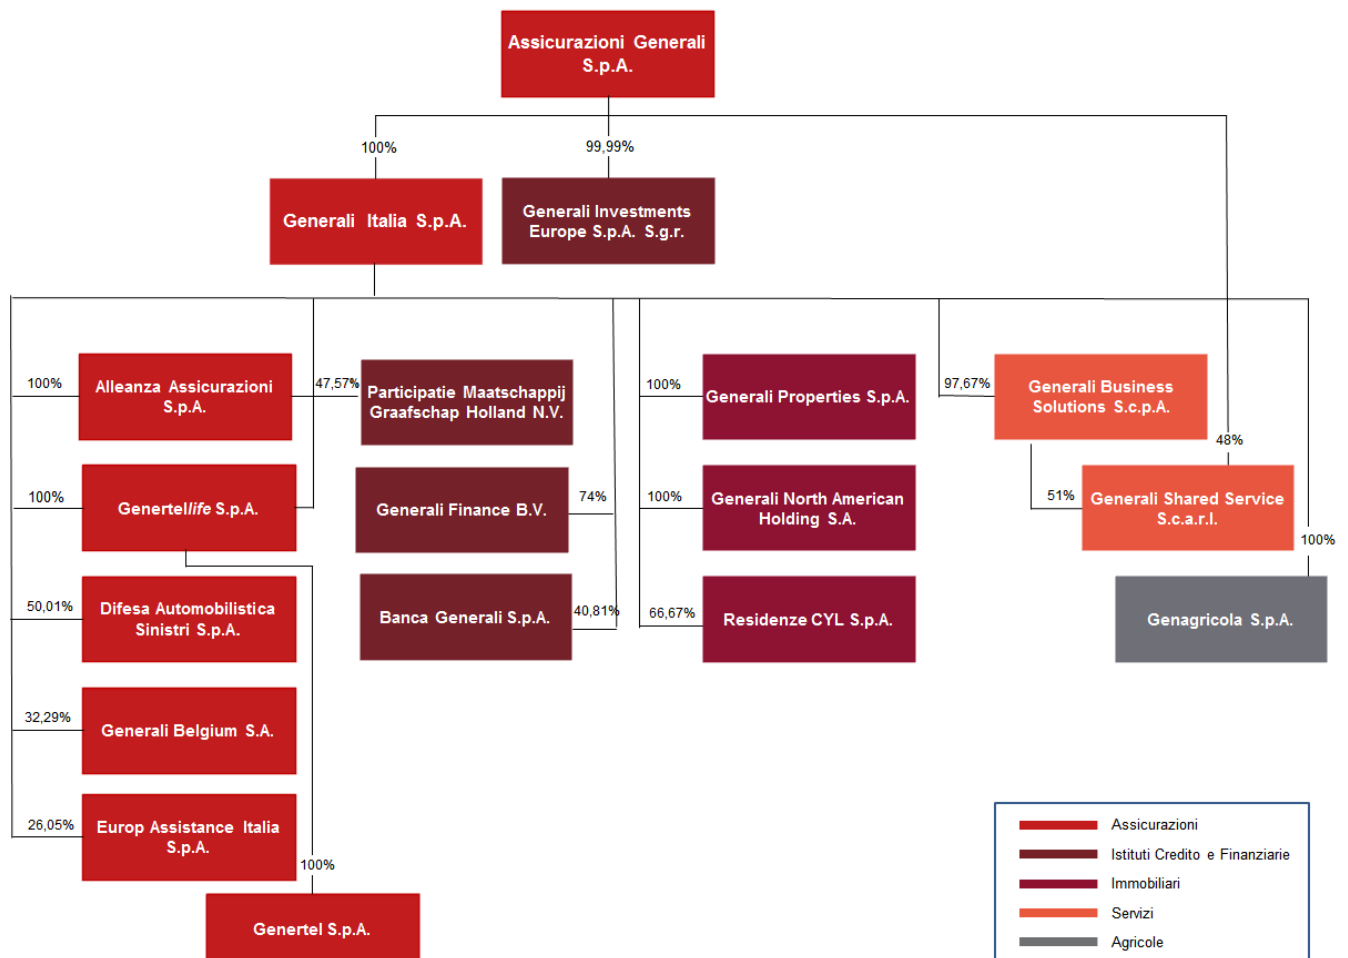 Assicurazioni Generali
S.p.A.
100%
99,99%
Generali Italia S.p.A.
Generali Investments
Europe S.p.A. S.g.r.
100%
Alleanza Assicurazioni
S.p.A.
47,57%
Participatie Maatschappij
Graafschap Holland N.V.
100%
Generali Properties S.p.A.
97,67%
Generali Business
Solutions S.c.p.A.
48%
100%
Genertellife S.p.A.
Generali Finance B.V.
74%
100%
Generali North American
Holding S.A.
51%
Generali Shared Service
S.c.a.r.l.
100%
50,01%
Difesa Automobilistica
Sinistri S.p.A.
Banca Generali S.p.A.
40,81%
66,67%
Residenze CYL S.p.A.
Genagricola S.p.A.
32,29%
Generali Belgium S.A.
26,05%
Europ Assistance Italia
S.p.A.
100%
Genertel S.p.A.
Assicurazioni
Istituti Credito e Finanziarie
Immobiliari
Servizi
Agricole